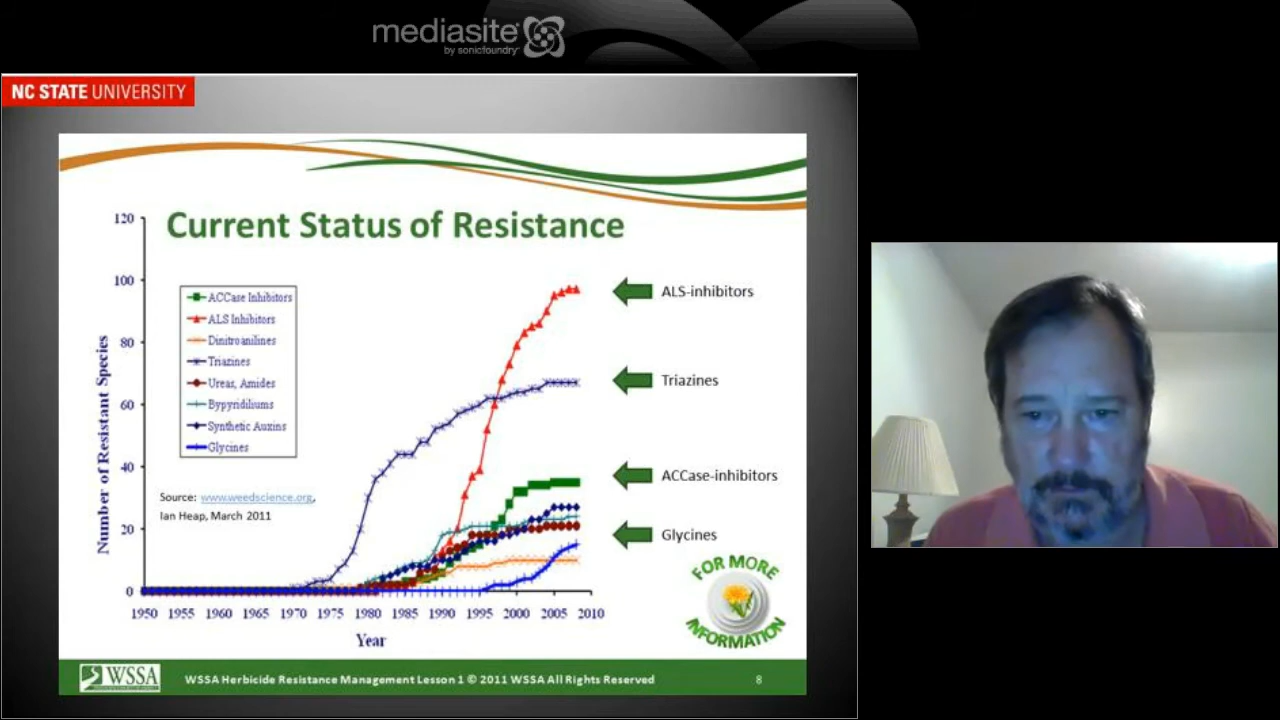 mediasite
by sonicfoundry
NC STATE UNIVERSITY
Current Status of Resistance
120
100
80
60
40
20
0
Number of Resistant Species
ACCase Inhibitors
ALS Inhibitors
Dinitroanilines
Triazines
Ureas, Amides
Bypyridiliums
Synthetic Auxins
Glycines
Source: www.weedscience.org,
Ian Heap, March 2011
1950 1955 1960 1965 1970 1975 1980 1985 1990 1995 2000 2005 2010
Year
ALS-inhibitors
Triazines
ACCase-inhibitors
Glycines
FOR MORE
INFORMATION
WSSA
WSSA Herbicide Resistance Management Lesson 1 © 2011 WSSA All Rights Reserved
8